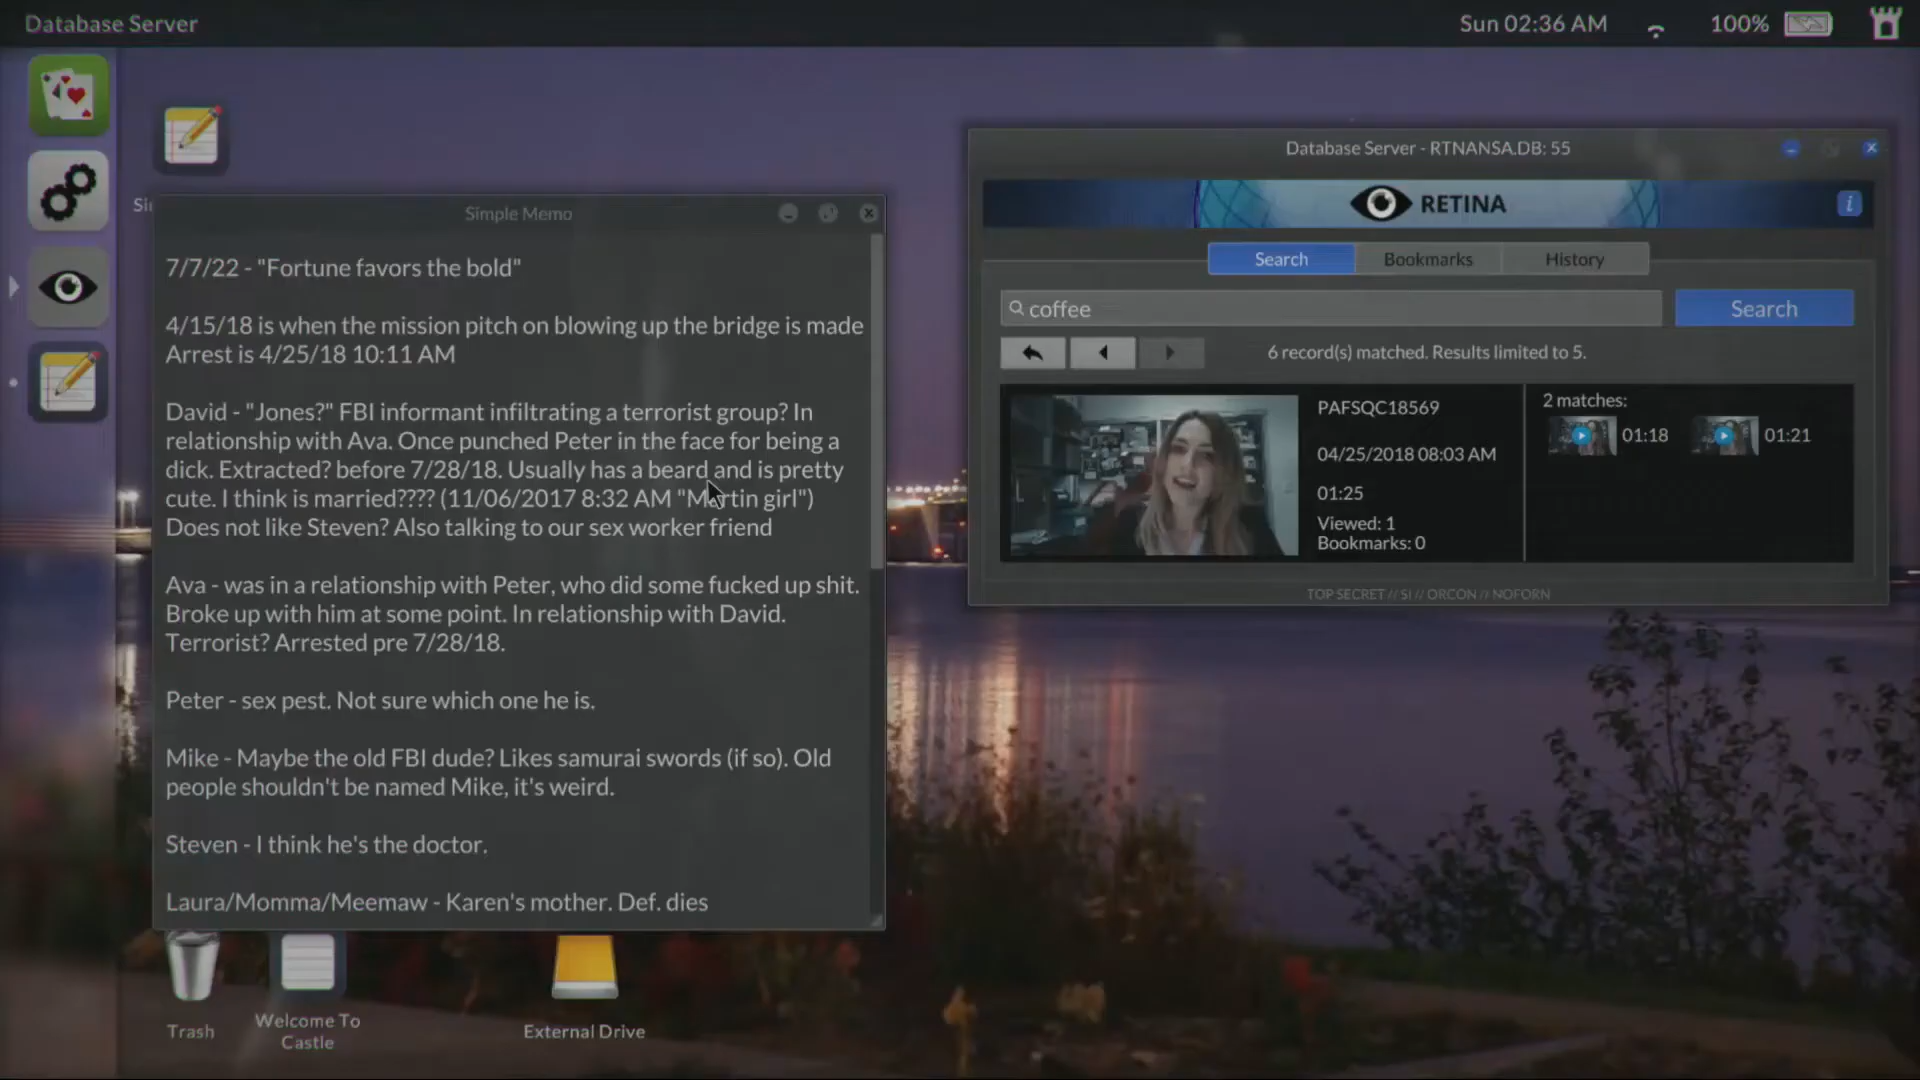 Database Server
Sun 02:36 AM
100%
Simple Memo
7/7/22 - "Fortune favors the bold"
4/15/18 is when the mission pitch on blowing up the bridge is made
Arrest is 4/25/18 10:11 AM
David - "Jones?" FBI informant infiltrating a terrorist group? In
relationship with Ava. Once punched Peter in the face for being a
dick. Extracted? before 7/28/18. Usually has a beard and is pretty
cute. I think is married???? (11/06/2017 8:32 AM "Martin girl")
Does not like Steven? Also talking to our sex worker friend
Ava - was in a relationship with Peter, who did some fucked up shit.
Broke up with him at some point. In relationship with David.
Terrorist? Arrested pre 7/28/18.
Peter - sex pest. Not sure which one he is.
Mike - Maybe the old FBI dude? Likes samurai swords (if so). Old
people shouldn't be named Mike, it's weird.
Steven - I think he's the doctor.
Laura/Momma/Meemaw - Karen's mother. Def. dies
Database Server - RTNANSA.DB: 55
RETINA
i
Search
Bookmarks
History
coffee
Search
6 record(s) matched. Results limited to 5.
PAFSQC18569
04/25/2018 08:03 AM
01:25
Viewed: 1
Bookmarks: 0
2 matches:
01:18
01:21
TOP SECRET // SI // ORCON // NOFORN
Trash
Welcome To
Castle
External Drive